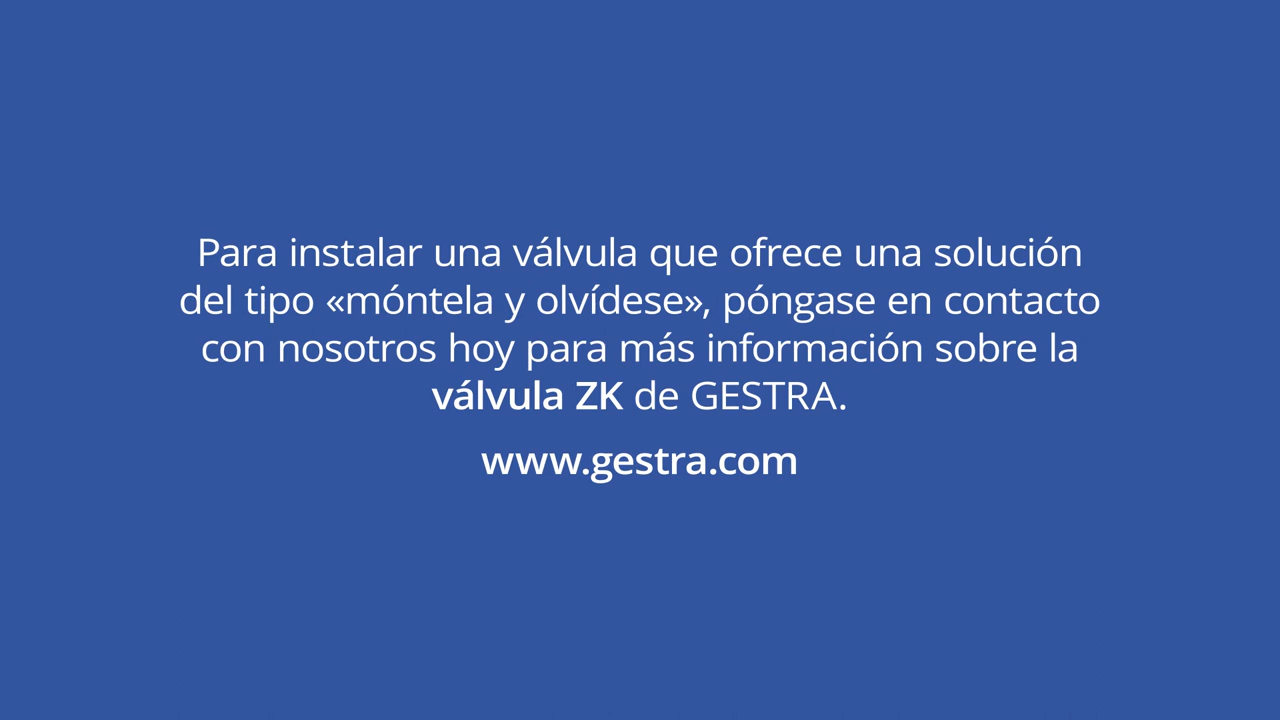 Para instalar una válvula que ofrece una solución
del tipo «móntela y olvídese», póngase en contacto
con nosotros hoy para más información sobre la
válvula ZK de GESTRA.
www.gestra.com